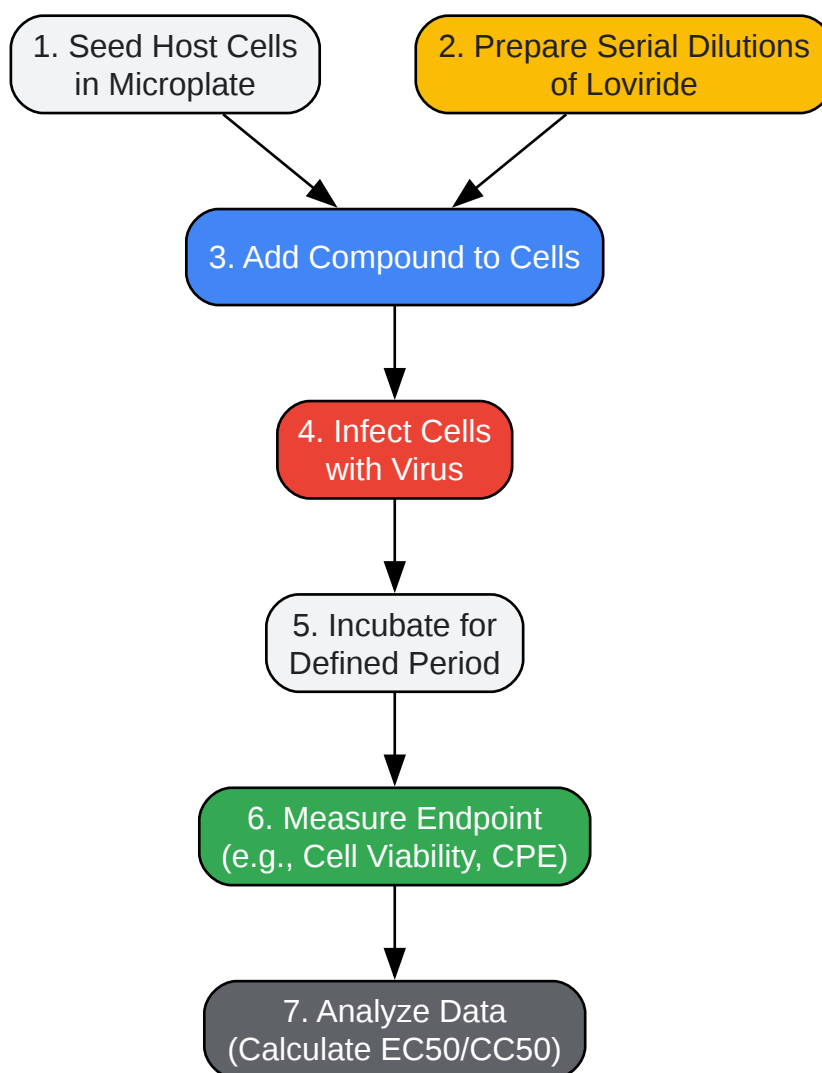 1. Seed Host Cells
in Microplate
2. Prepare Serial Dilutions
of Loviride
3. Add Compound to Cells
4. Infect Cells
with Virus
5. Incubate for
Defined Period
6. Measure Endpoint
(e.g., Cell Viability, CPE)
7. Analyze Data
(Calculate EC50/CC50)